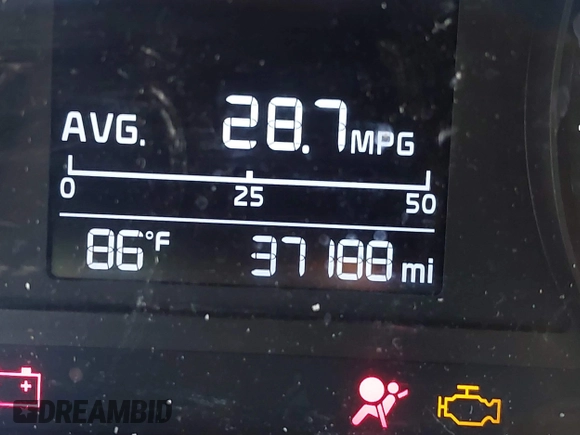 AVG. 28.7 MPG
0 25 50
86°F 37188 mi
DREAMBID